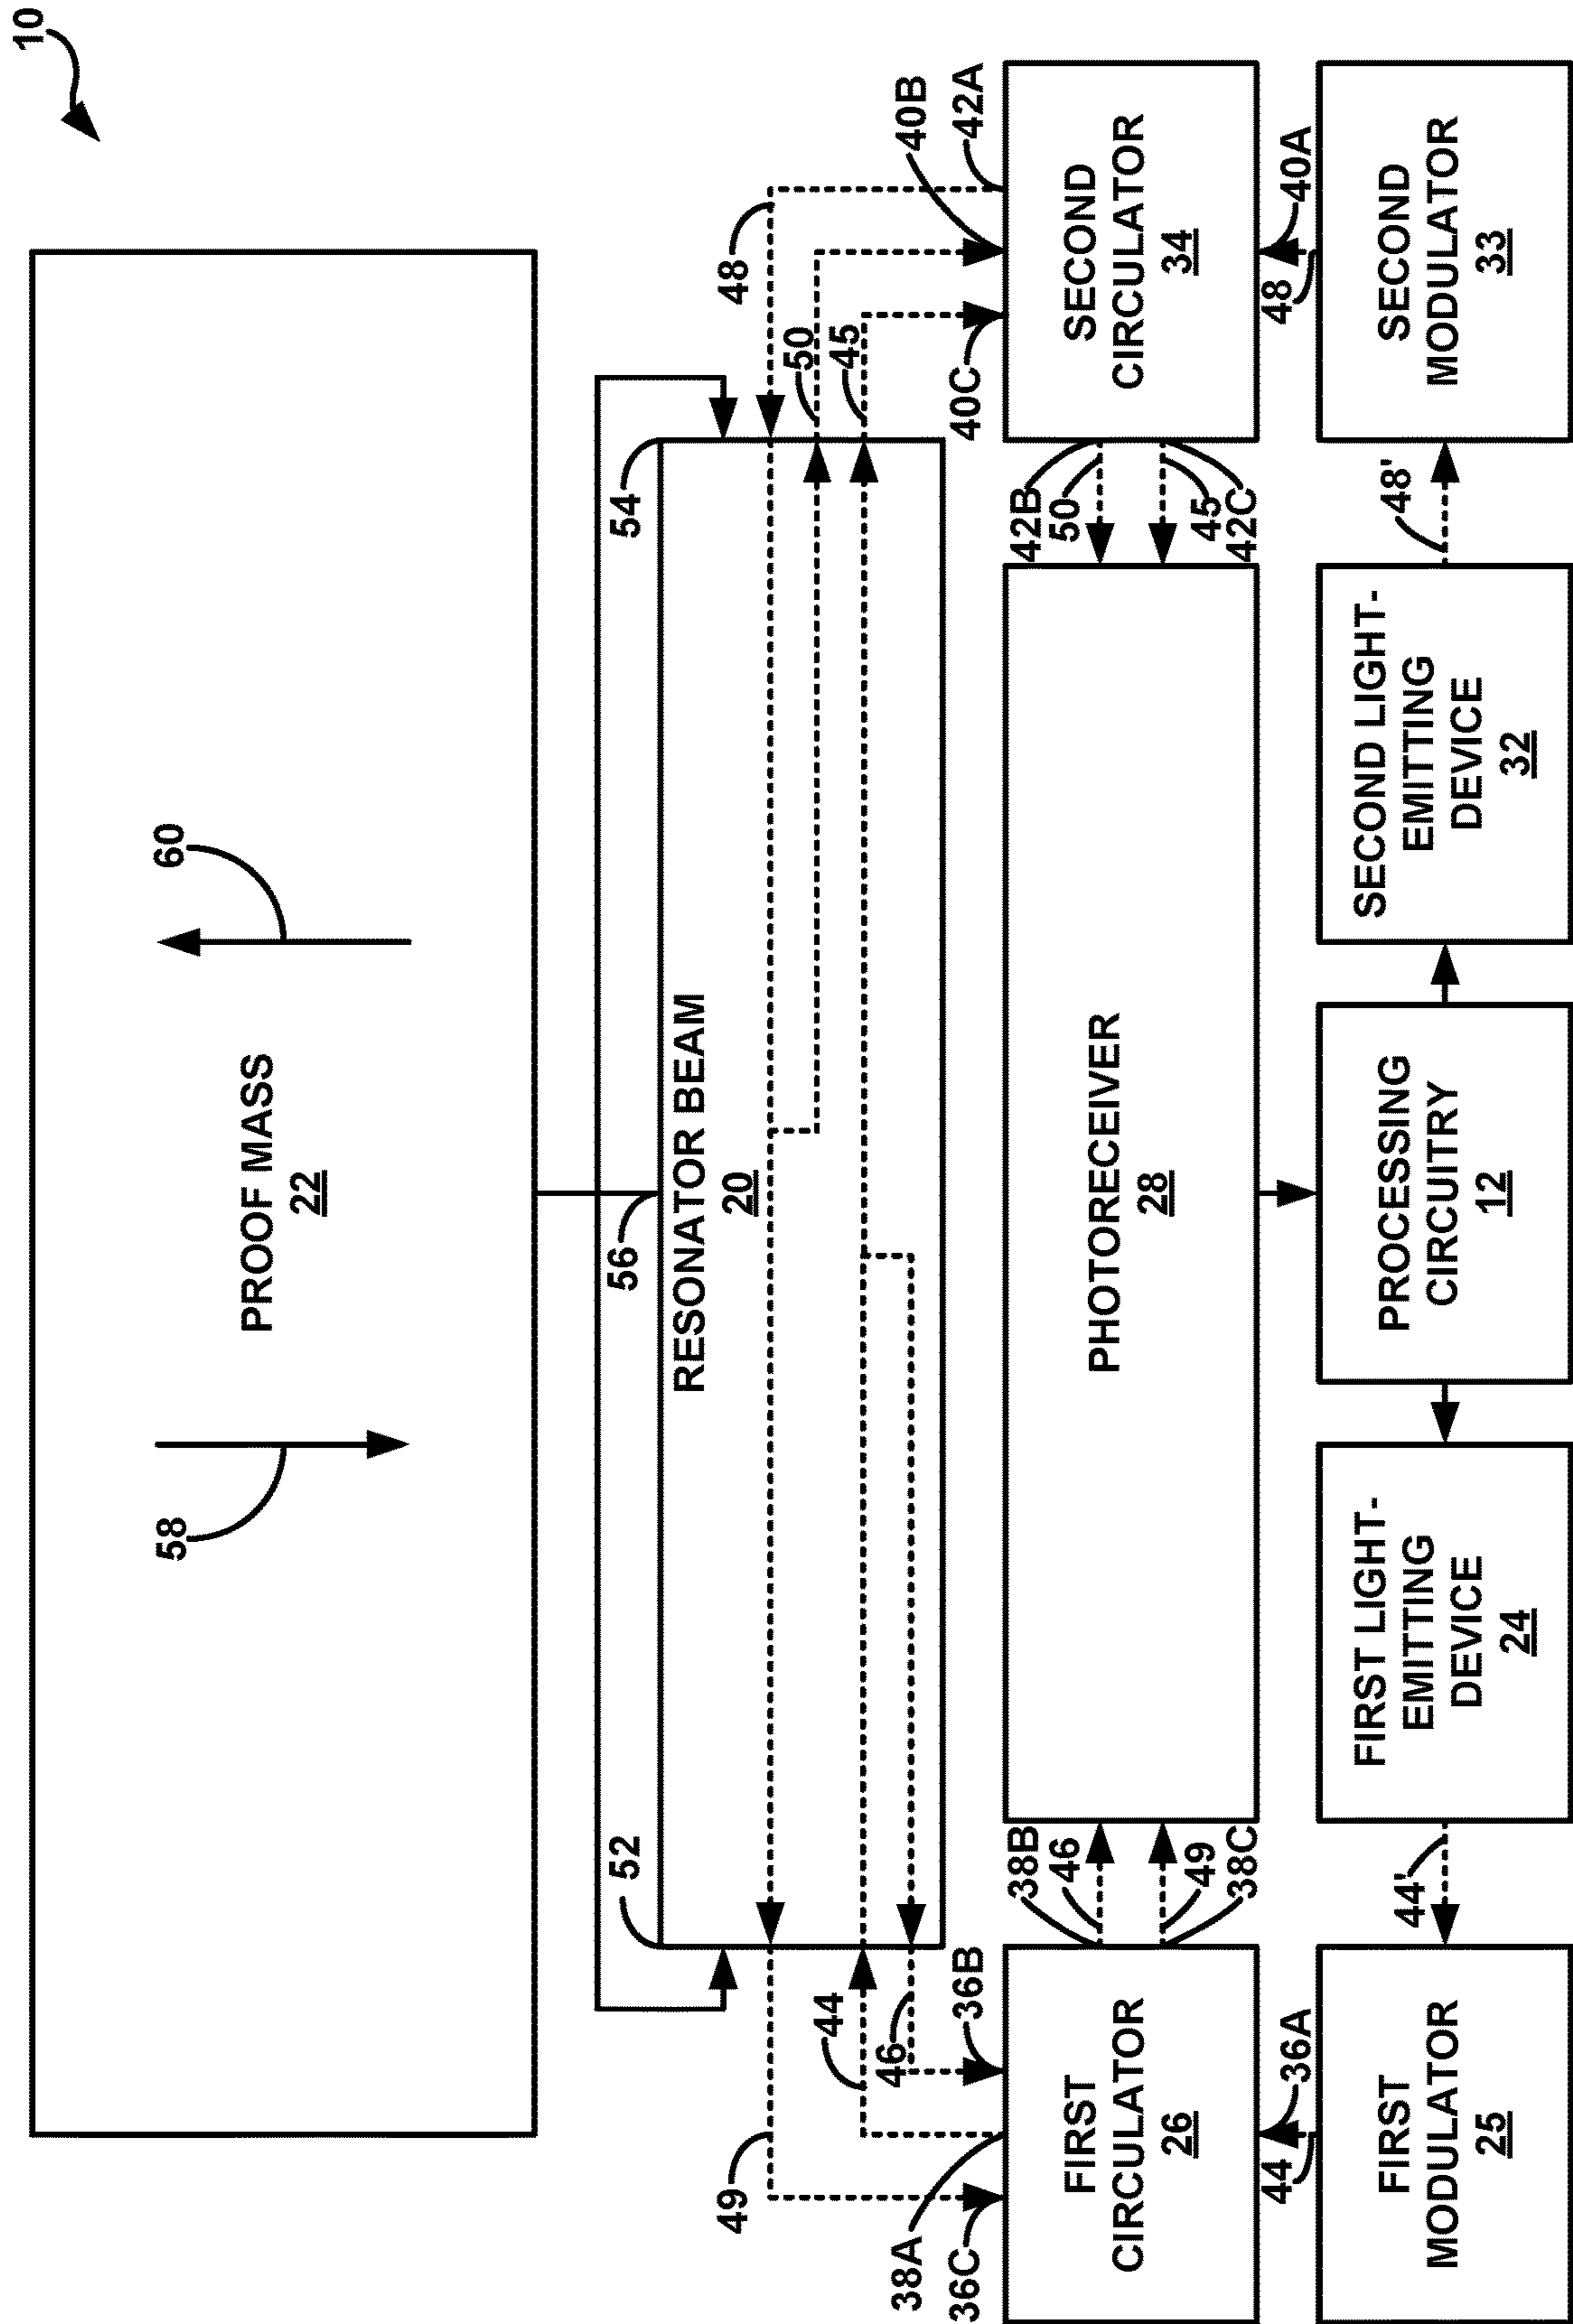 10
60
58
PROOF MASS
22
54
52
56
RESONATOR BEAM
20
48
50
45
49
44
46
40B
42A
40C
38A
36C
36B
FIRST
CIRCULATOR
26
38B
46
49
38C
PHOTORECEIVER
28
42B
50
45
42C
SECOND
CIRCULATOR
34
44
36A
48
40A
FIRST
MODULATOR
25
44'
FIRST LIGHT-
EMITTING
DEVICE
24
PROCESSING
CIRCUITRY
12
SECOND LIGHT-
EMITTING
DEVICE
32
48'
SECOND
MODULATOR
33